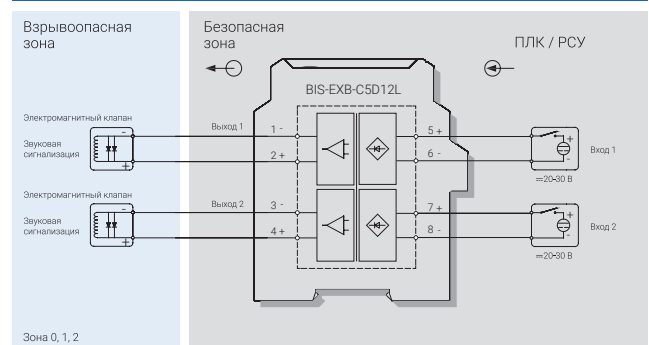 Взрывоопасная
зона
Безопасная
зона
ПЛК / РСУ
BIS-EXB-C5D12L
Электромагнитный клапан
Звуковая
сигнализация
-
+
Выход 1
1 -
2 +
5 +
6 -
+
-
Вход 1
⎓20-30 В
Электромагнитный клапан
Звуковая
сигнализация
-
+
Выход 2
3 -
4 +
7 +
8 -
+
-
Вход 2
⎓20-30 В
Зона 0, 1, 2